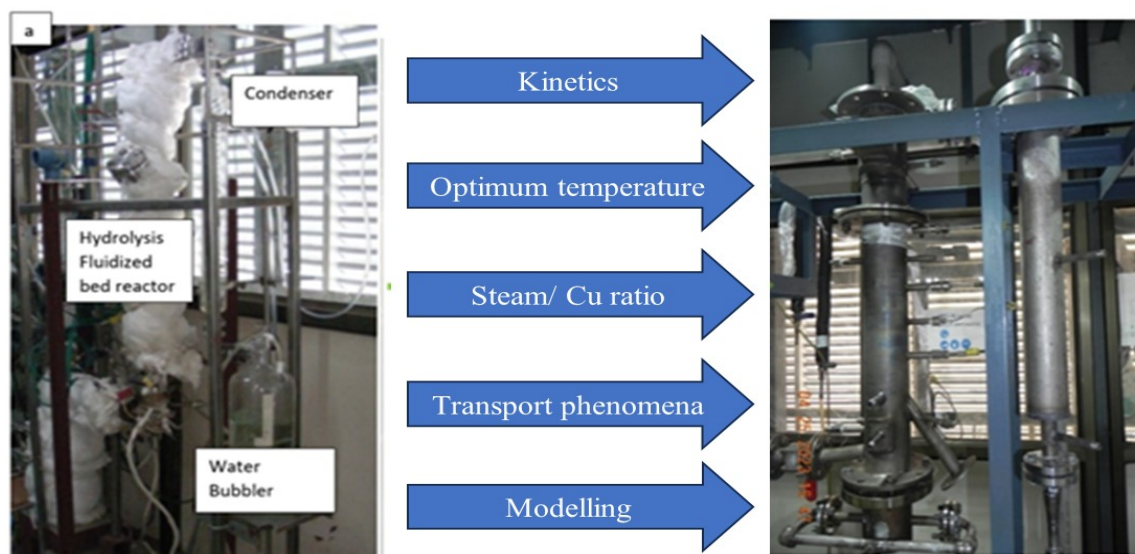 a
Condenser
Hydrolysis
Fluidized
bed reactor
Water
Bubbler
Kinetics
Optimum temperature
Steam/ Cu ratio
Transport phenomena
Modelling